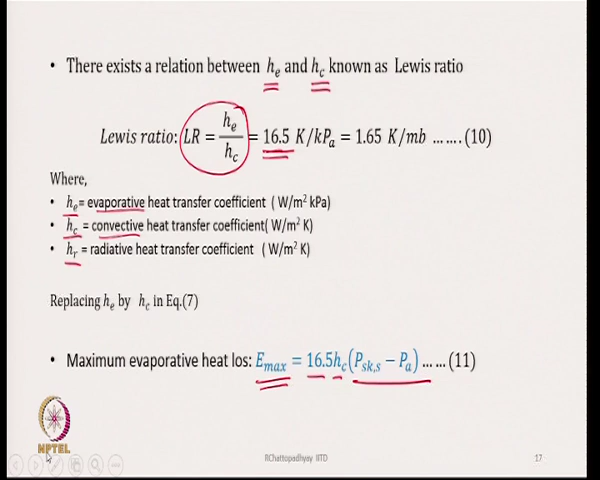 • There exists a relation between h_e and h_c known as Lewis ratio
Lewis ratio: LR = h_e / h_c = 16.5 K/kP_a = 1.65 K/mb ....... (10)
Where,
• h_e= evaporative heat transfer coefficient ( W/m² kPa)
• h_c = convective heat transfer coefficient( W/m² K)
• h_r = radiative heat transfer coefficient ( W/m² K)
Replacing h_e by h_c in Eq.(7)
• Maximum evaporative heat los: E_max = 16.5h_c(P_sk,s − P_a) ... ... (11)
NPTEL
RChattopadhyay IITD
17